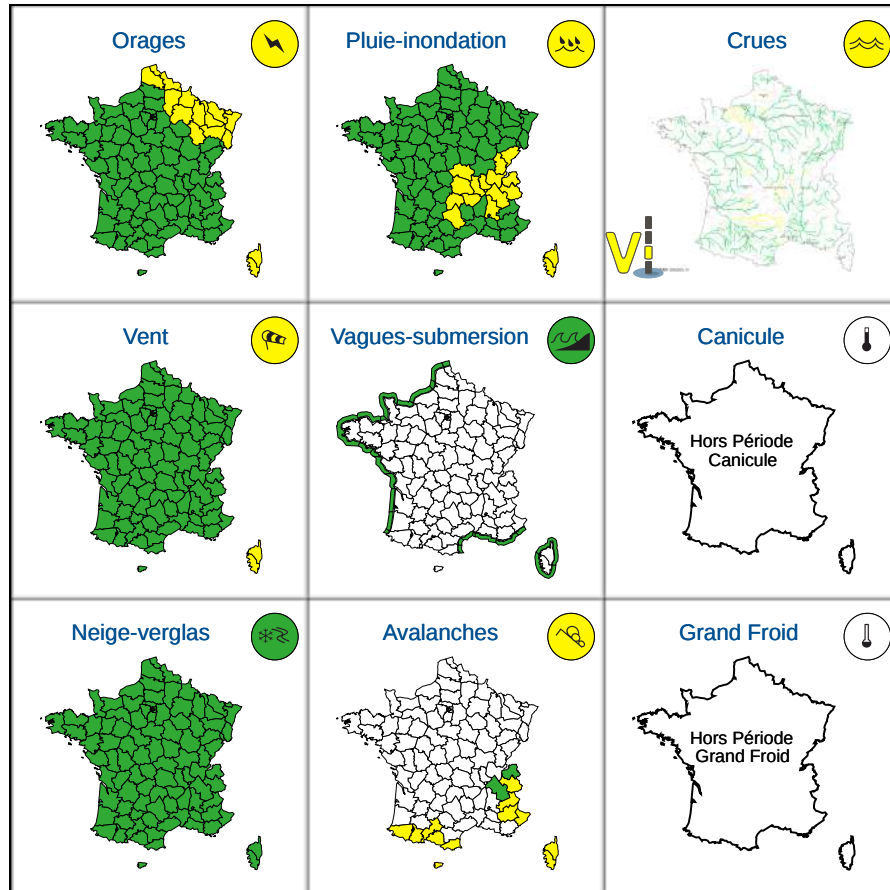 Orages
Pluie-inondation
Crues
Vi
Vent
Vagues-submersion
Canicule
Hors Période
Canicule
Neige-verglas
Avalanches
Grand Froid
Hors Période
Grand Froid